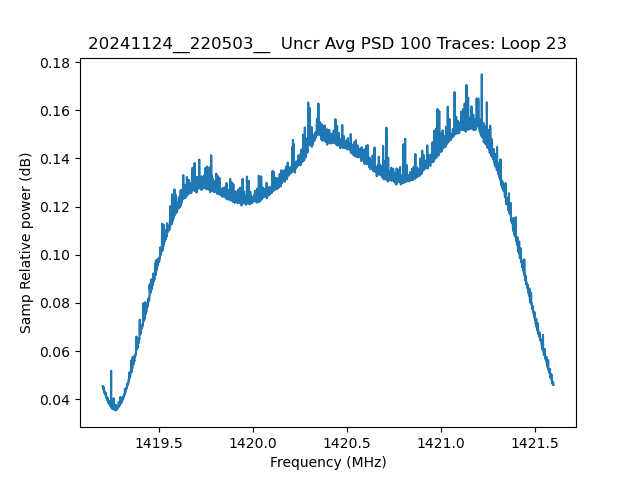 20241124__220503__  Uncr Avg PSD 100 Traces: Loop 23
0.18
0.16
0.14
0.12
0.10
0.08
0.06
0.04
Samp Relative power (dB)
1419.5 1420.0 1420.5 1421.0 1421.5
Frequency (MHz)